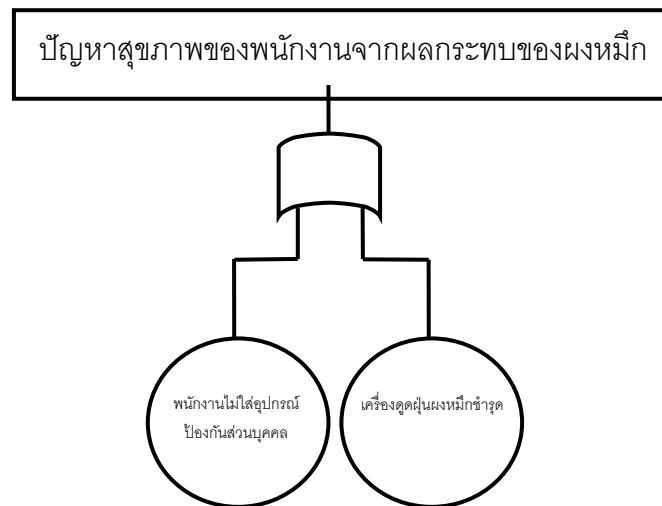 ปัญหาสุขภาพของพนักงานจากผลกระทบของผงหมึก
พนักงานไม่ใส่อุปกรณ์
ป้องกันส่วนบุคคล
เครื่องดูดฝุ่นผงหมึกชำรุด